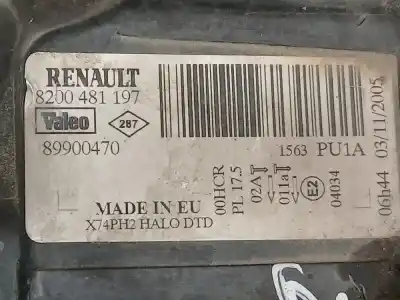 RENAULT
8200 481 197
Valeo
287
89900470
1563 PU1A
MADE IN EU
X74PH2 HALO DTD
00HCR
PL 17.5
02A
011a
E2
04034
06h44 03/11/2005